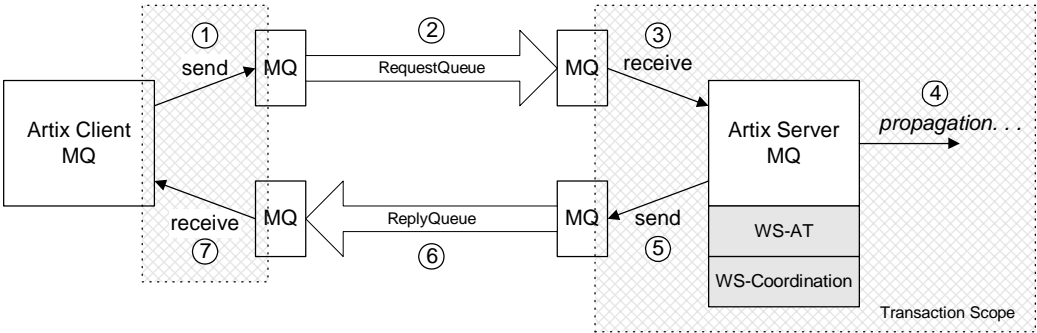 1
send
MQ
2
RequestQueue
MQ
3
receive
Artix Client
MQ
Artix Server
MQ
4
propagation. . .
MQ
receive
7
ReplyQueue
6
MQ
send
5
WS-AT
WS-Coordination
Transaction Scope